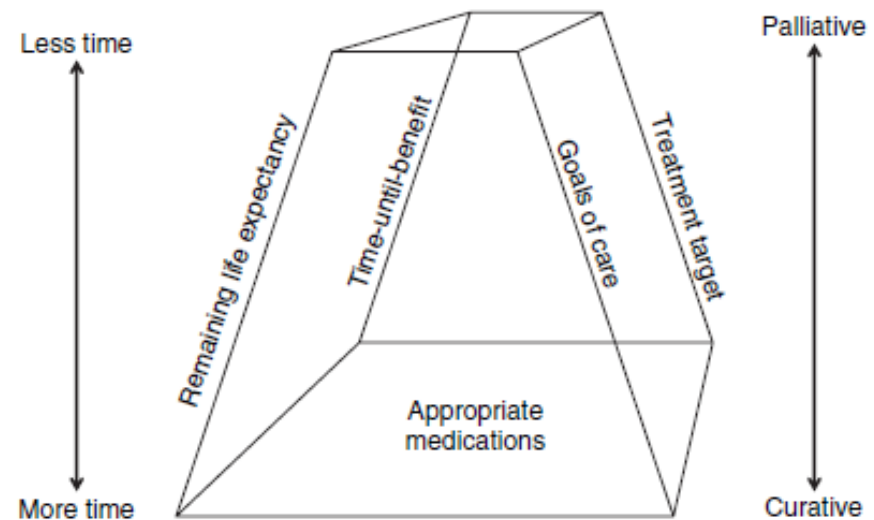 Less time
Palliative
Remaining life expectancy
Time-until-benefit
Goals of care
Treatment target
Appropriate
medications
More time
Curative